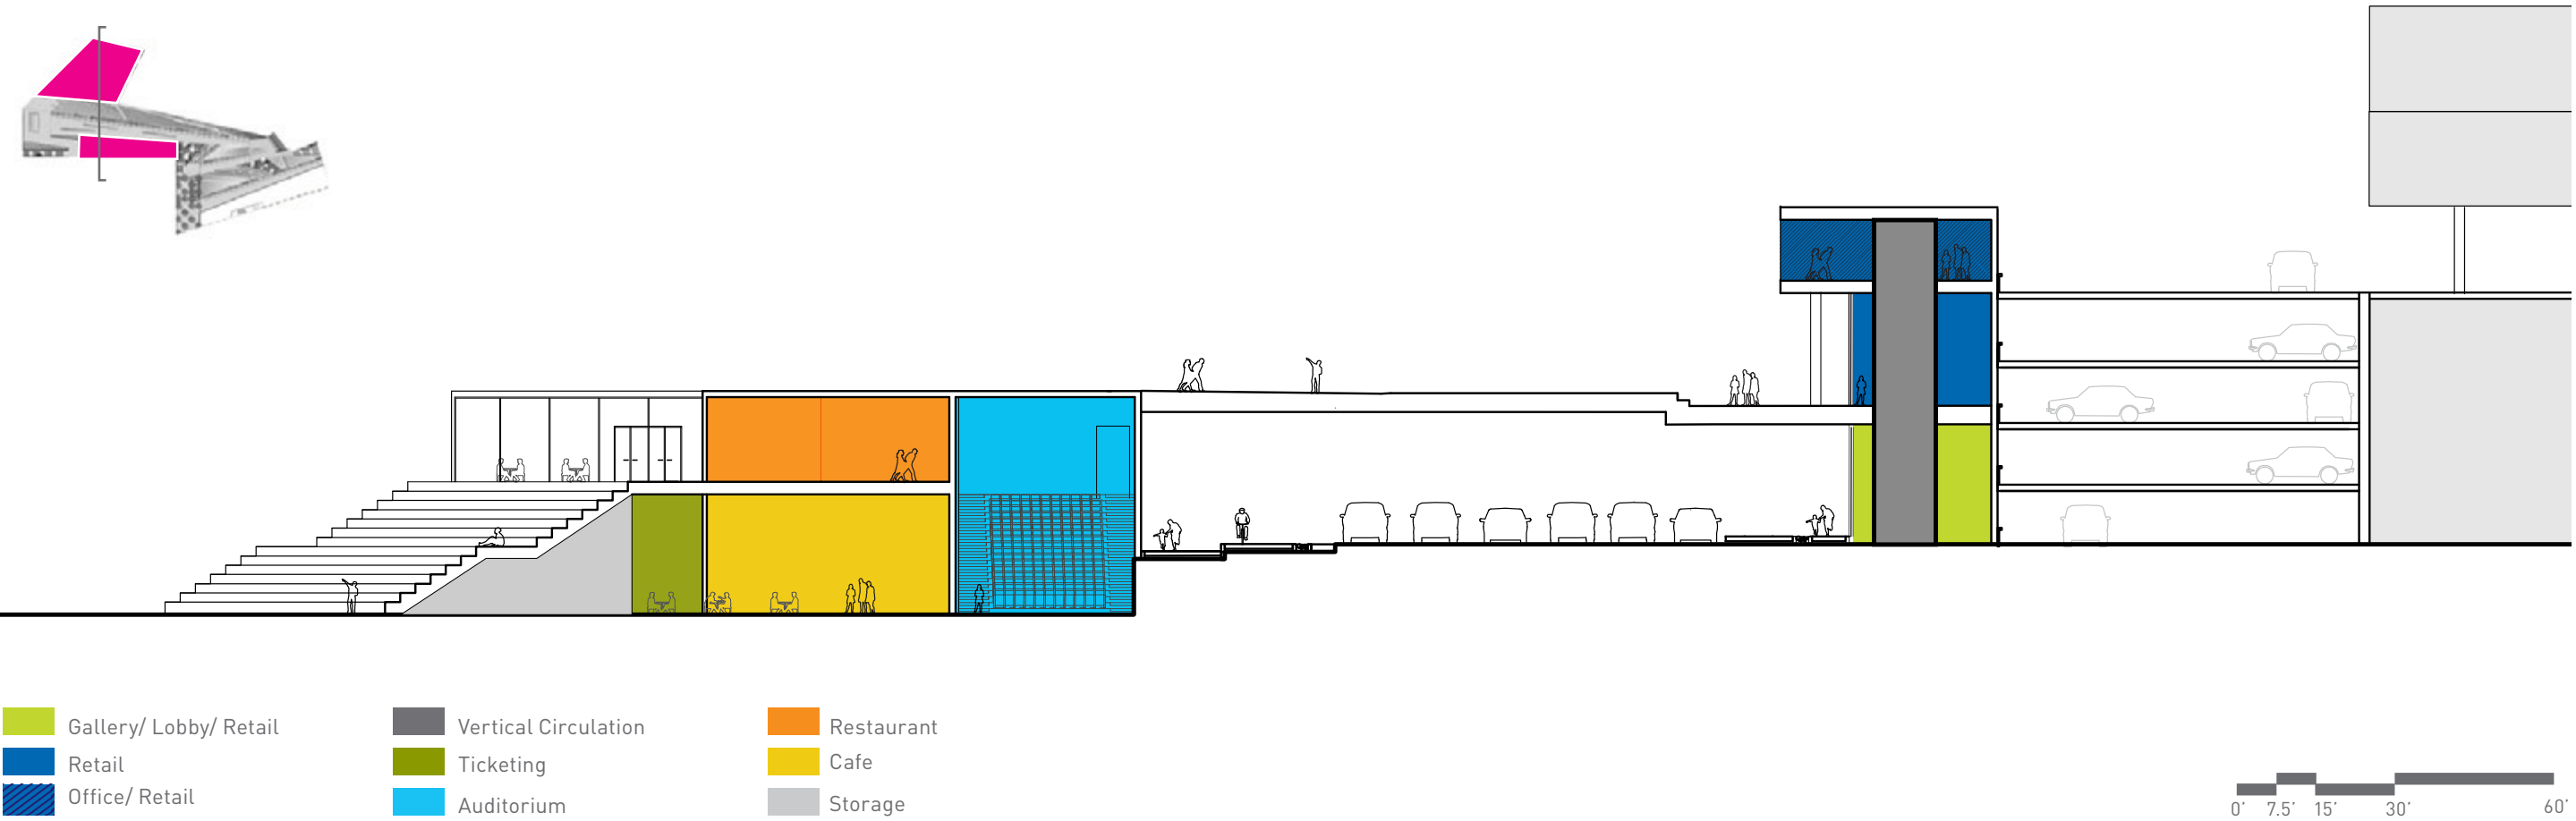 Gallery/ Lobby/ Retail
Retail
Office/ Retail
Vertical Circulation
Ticketing
Auditorium
Restaurant
Cafe
Storage
0' 7.5' 15' 30' 60'